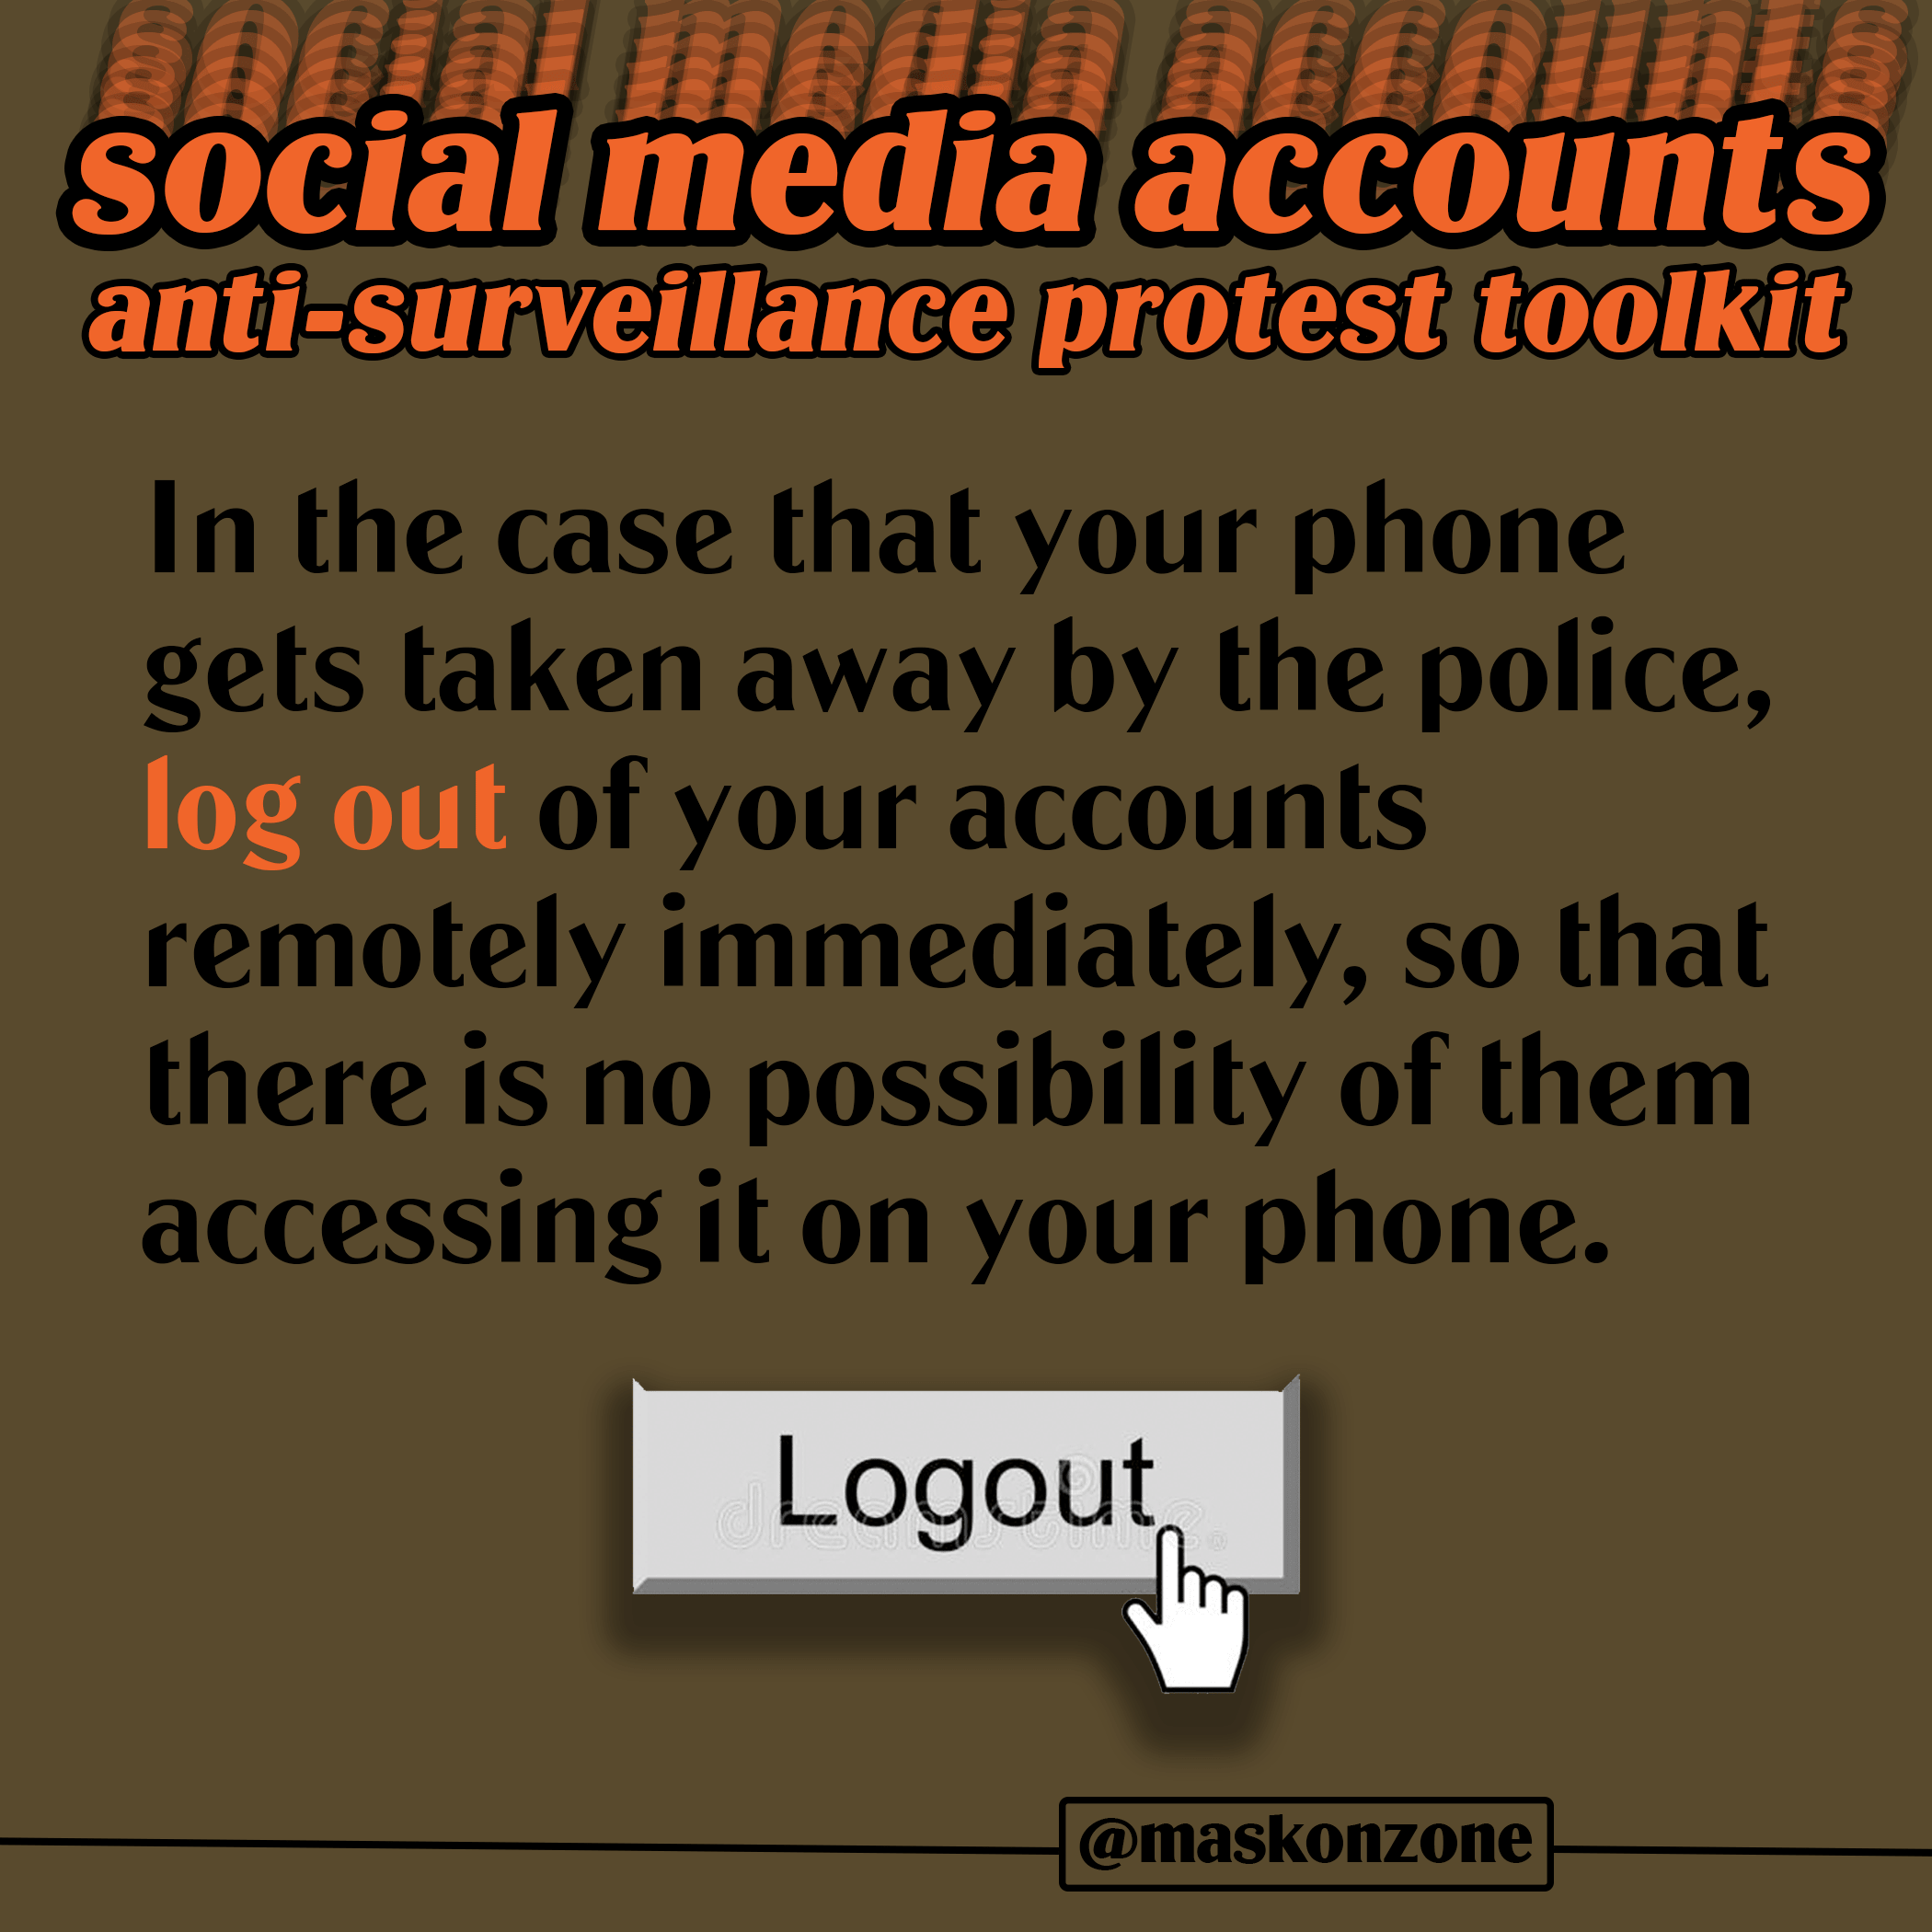 social media accounts
social media accounts
anti-surveillance protest toolkit
In the case that your phone
gets taken away by the police,
log out of your accounts
remotely immediately, so that
there is no possibility of them
accessing it on your phone.
Logout
dreamstime
@maskonzone